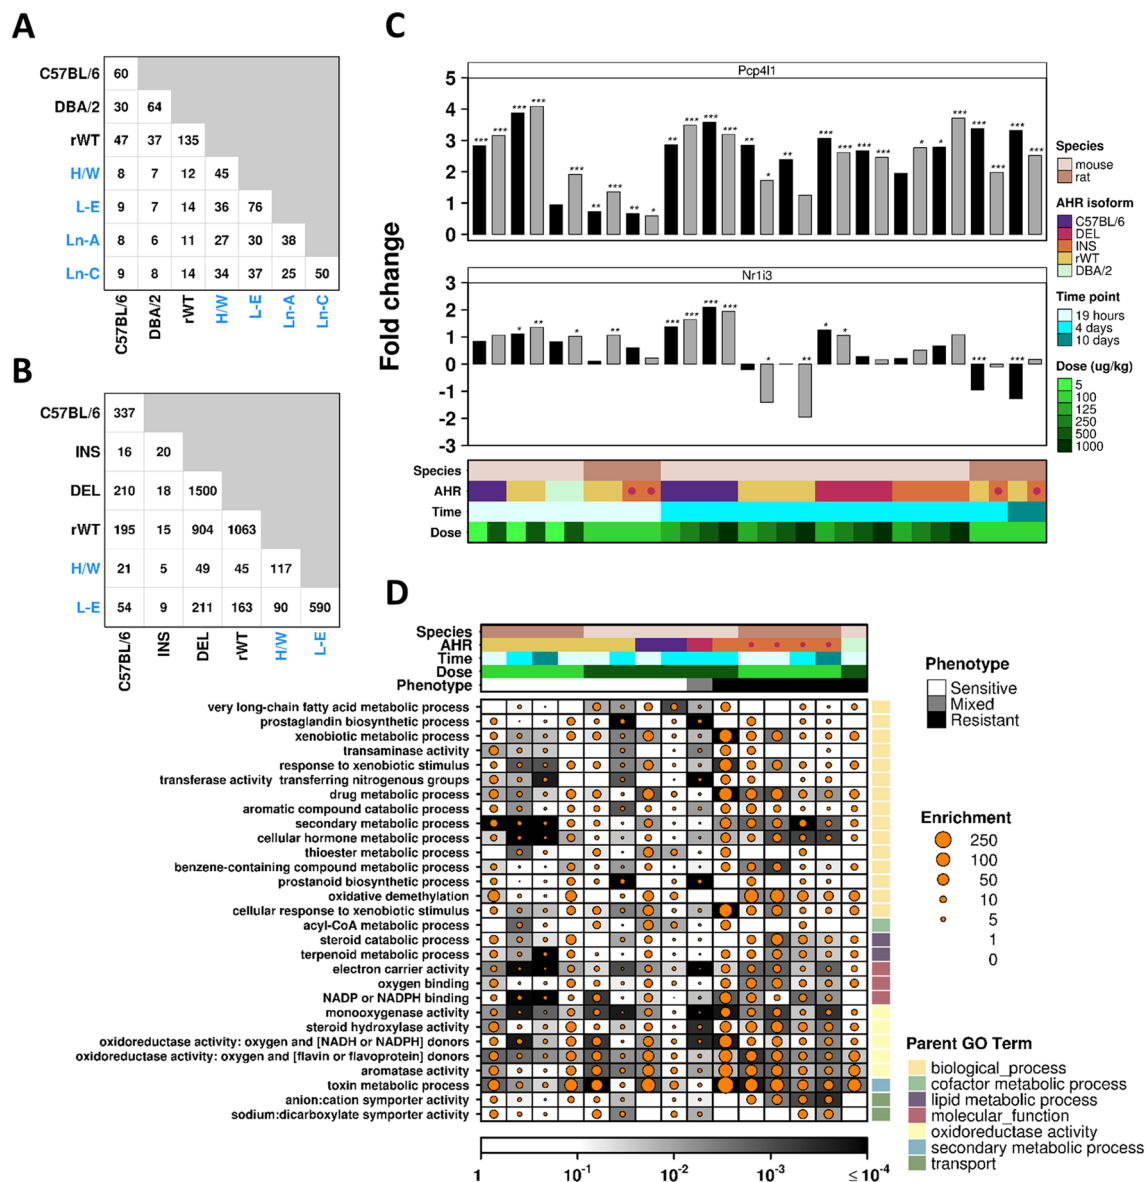 A
C57BL/6 60
DBA/2 30 64
rWT 47 37 135
H/W 8 7 12 45
L-E 9 7 14 36 76
Ln-A 8 6 11 27 30 38
Ln-C 9 8 14 34 37 25 50
C57BL/6 DBA/2 rWT H/W L-E Ln-A Ln-C
B
C57BL/6 337
INS 16 20
DEL 210 18 1500
rWT 195 15 904 1063
H/W 21 5 49 45 117
L-E 54 9 211 163 90 590
C57BL/6 INS DEL rWT H/W L-E
C
Fold change
Pcp4l1
5
4
3
2
1
0
*** *** *** *** *** ** *** ** * ** *** *** *** ** * ** *** *** *** *** * * *** *** *** *** ***
Nr1i3
3
2
1
0
-1
-2
-3
* ** * ** *** *** *** *** * ** * * *** ***
Species
AHR
Time
Dose
Species
mouse
rat
AHR isoform
C57BL/6
DEL
INS
rWT
DBA/2
Time point
19 hours
4 days
10 days
Dose (ug/kg)
5
100
125
250
500
1000
D
Species
AHR
Time
Dose
Phenotype
very long-chain fatty acid metabolic process
prostaglandin biosynthetic process
xenobiotic metabolic process
transaminase activity
response to xenobiotic stimulus
transferase activity transferring nitrogenous groups
drug metabolic process
aromatic compound catabolic process
secondary metabolic process
cellular hormone metabolic process
thioester metabolic process
benzene-containing compound metabolic process
prostanoid biosynthetic process
oxidative demethylation
cellular response to xenobiotic stimulus
acyl-CoA metabolic process
steroid catabolic process
terpenoid metabolic process
electron carrier activity
oxygen binding
NADP or NADPH binding
monooxygenase activity
steroid hydroxylase activity
oxidoreductase activity: oxygen and [NADH or NADPH] donors
oxidoreductase activity: oxygen and [flavin or flavoprotein] donors
aromatase activity
toxin metabolic process
anion:cation symporter activity
sodium:dicarboxylate symporter activity
1 10-1 10-2 10-3 ≤ 10-4
Phenotype
Sensitive
Mixed
Resistant
Enrichment
250
100
50
10
5
1
0
Parent GO Term
biological_process
cofactor metabolic process
lipid metabolic process
molecular_function
oxidoreductase activity
secondary metabolic process
transport